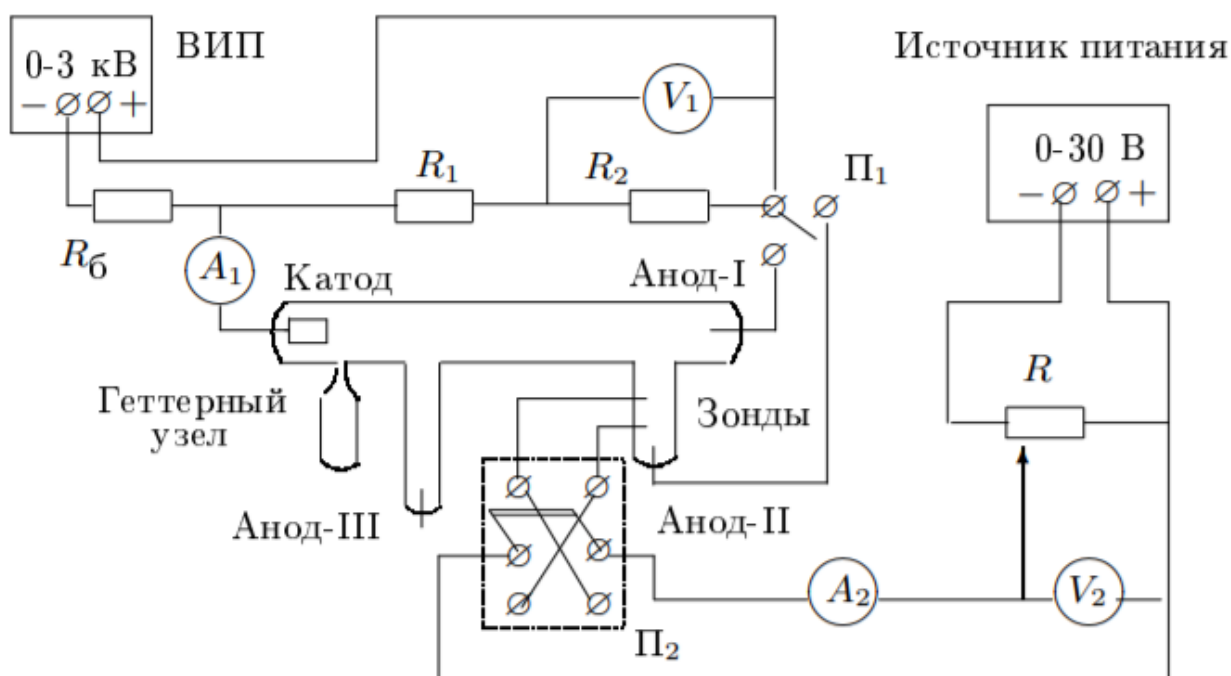 ВИП
0-3 кВ
− +
Источник питания
0-30 В
− +
V₁
R₁
R₂
П₁
R_б
A₁
Катод
Анод-I
Геттерный
узел
Зонды
R
Анод-III
Анод-II
A₂
V₂
П₂